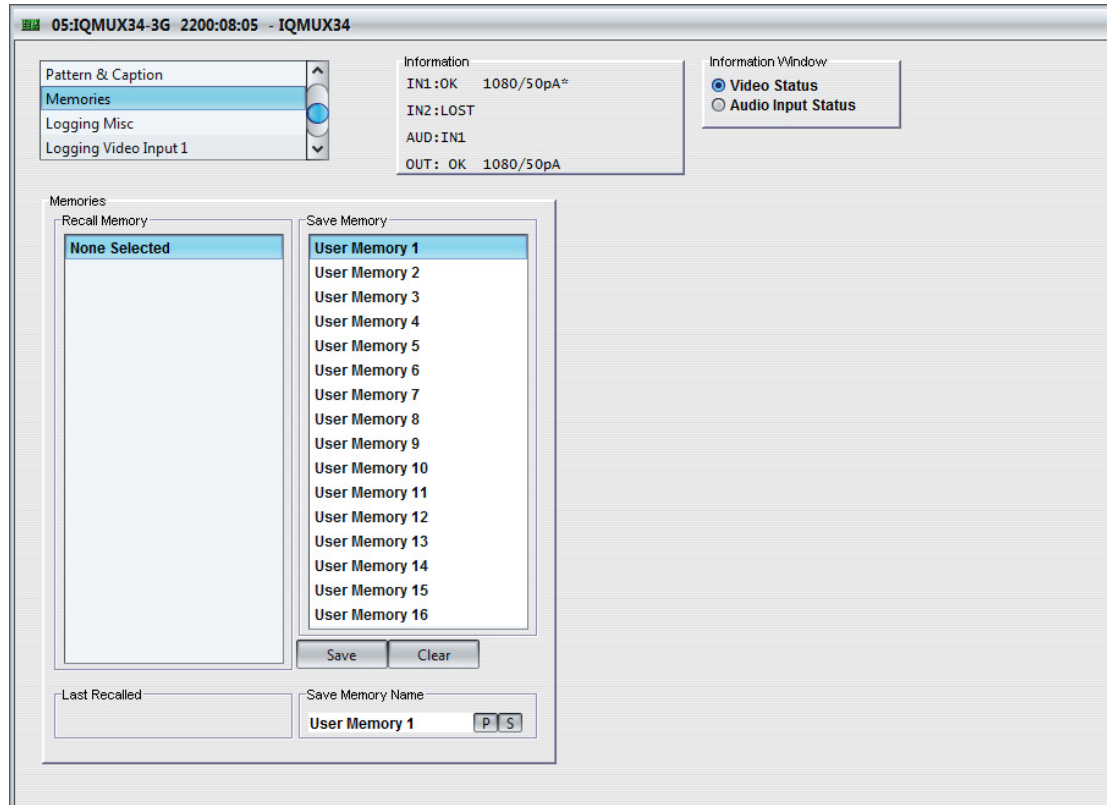 05:IQMUX34-3G 2200:08:05 - IQMUX34
Pattern & Caption
Memories
Logging Misc
Logging Video Input 1
Information
IN1:OK 1080/50pA*
IN2:LOST
AUD:IN1
OUT: OK 1080/50pA
Information Window
Video Status
Audio Input Status
Memories
Recall Memory
None Selected
Save Memory
User Memory 1
User Memory 2
User Memory 3
User Memory 4
User Memory 5
User Memory 6
User Memory 7
User Memory 8
User Memory 9
User Memory 10
User Memory 11
User Memory 12
User Memory 13
User Memory 14
User Memory 15
User Memory 16
Save Clear
Last Recalled
Save Memory Name
User Memory 1 P S